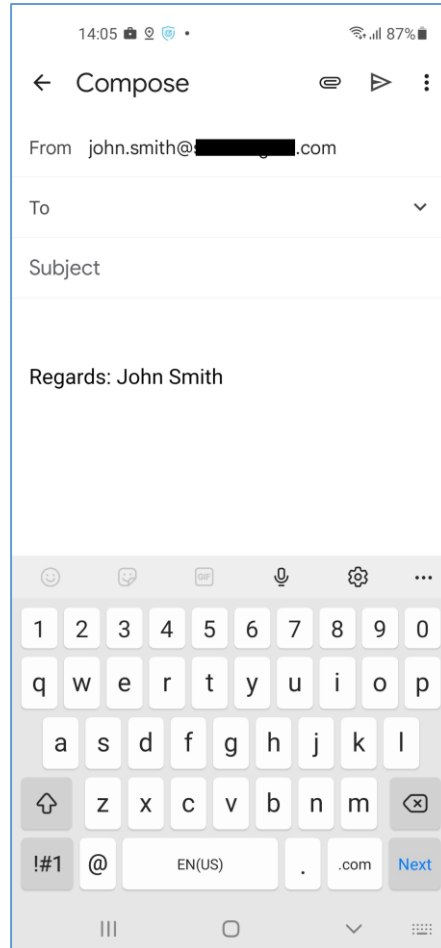 14:05 87%
Compose
From john.smith@ .com
To
Subject
Regards: John Smith
GIF
1 2 3 4 5 6 7 8 9 0
q w e r t y u i o p
a s d f g h j k l
z x c v b n m
!#1 @ EN(US) . .com Next